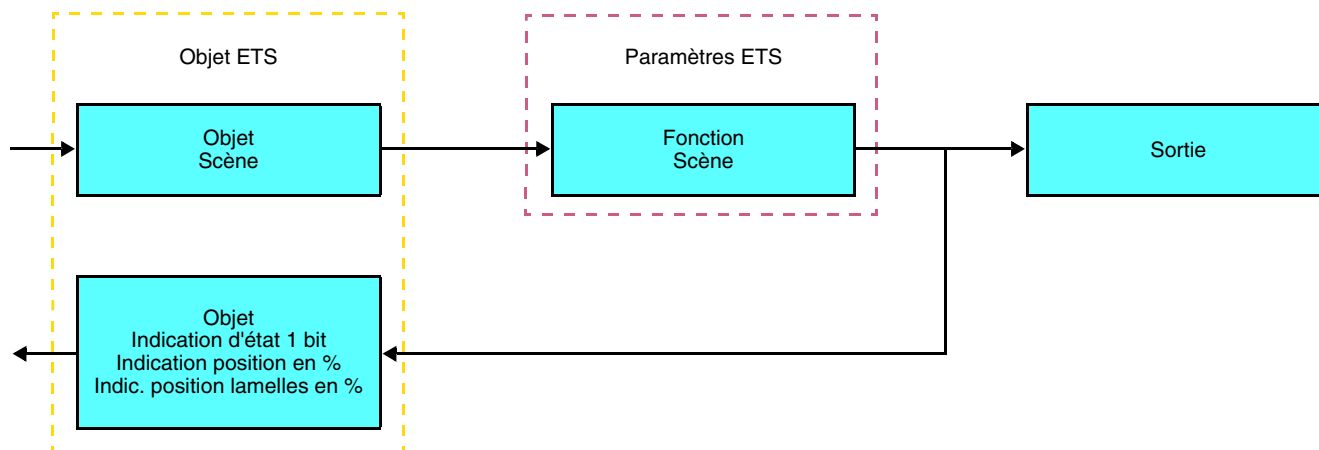 Objet ETS
Paramètres ETS
Objet
Scène
Fonction
Scène
Sortie
Objet
Indication d'état 1 bit
Indication position en %
Indic. position lamelles en %